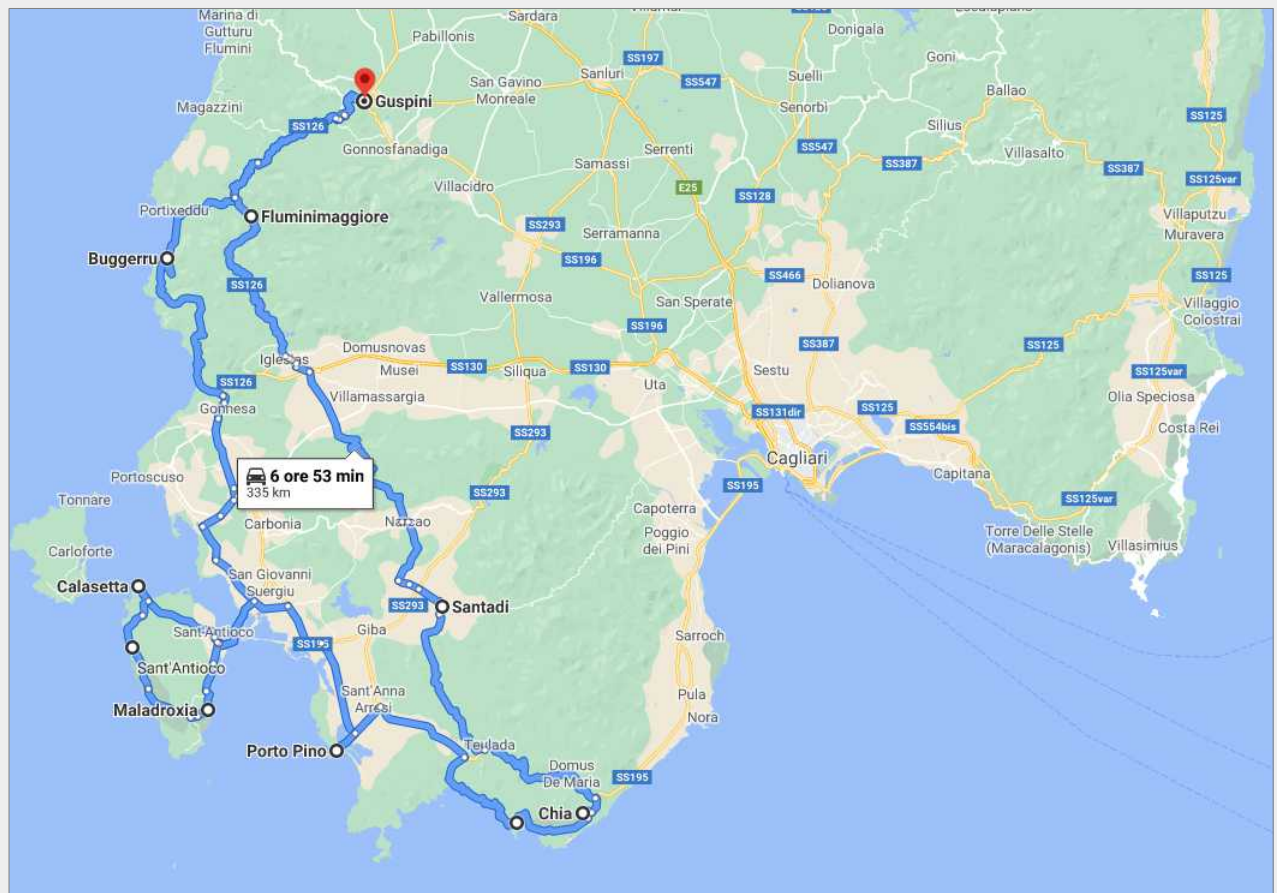 Marina di
Gutturu
Flumini
Sardara
Pabillonis
Donigala
Goni
SS197
Sanluri
SS547
Suelli
Ballao
San Gavino
Monreale
Guspini
Magazzini
Senorbì
SS125
SS126
Silius
Gonnosfanadiga
Serrenti
SS547
Villasalto
Samassi
SS387
SS387
Villacidro
E25
SS128
SS125var
Portixeddu
Fluminimaggiore
SS293
Serramanna
Villaputzu
Muravera
Buggerru
SS196
SS466
SS125
SS126
Dolianova
Vallermosa
San Sperate
Villaggio
Colostrai
SS196
Domusnovas
SS387
SS125
Iglesias
Musei
SS130
Siliqua
SS130
Sestu
SS125var
SS126
Uta
Villamassargia
Olia Speciosa
Gonnesa
SS131dir
SS125
SS554bis
Costa Rei
SS293
Cagliari
Portoscuso
6 ore 53 min
335 km
Capitana
SS195
SS293
Tonnare
SS125var
Carbonia
Narcao
Capoterra
Torre Delle Stelle
(Maracalagonis)
Poggio
dei Pini
Carloforte
Villasimius
San Giovanni
Suergiu
Calasetta
SS293
Santadi
Sant'Antioco
SS195
Giba
Sarroch
Sant'Antioco
Sant'Anna
Arresi
Pula
Maladroxia
Nora
Porto Pino
Teulada
Domus
De Maria
SS195
Chia